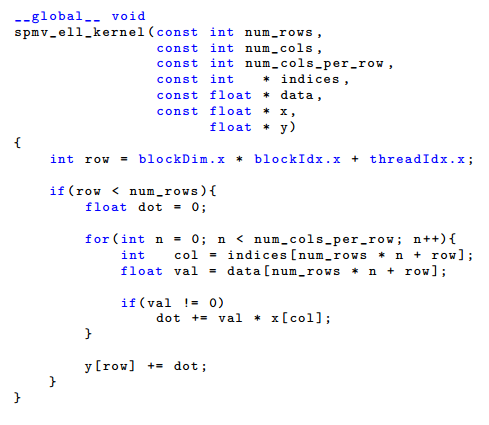 __global__ void
spmv_ell_kernel(const int num_rows,
                const int num_cols,
                const int num_cols_per_row,
                const int   * indices,
                const float * data,
                const float * x,
                      float * y)
{
    int row = blockDim.x * blockIdx.x + threadIdx.x;

    if(row < num_rows){
        float dot = 0;

        for(int n = 0; n < num_cols_per_row; n++){
            int   col = indices[num_rows * n + row];
            float val = data[num_rows * n + row];

            if(val != 0)
                dot += val * x[col];
        }

        y[row] += dot;
    }
}